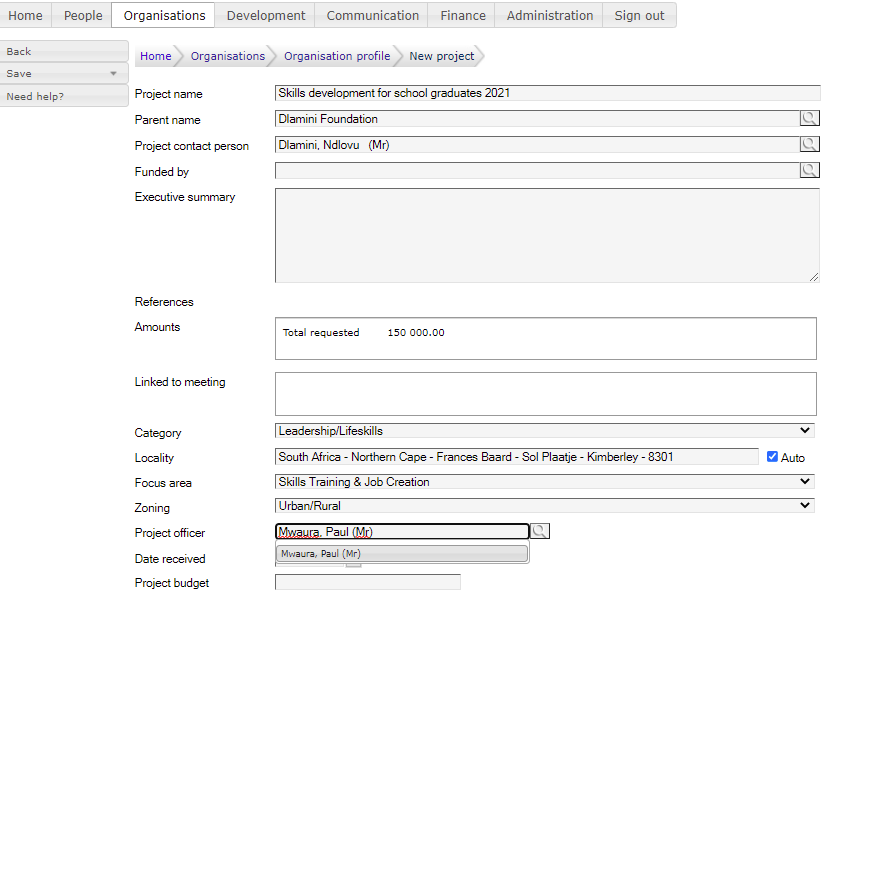 Home People Organisations Development Communication Finance Administration Sign out
Back
Save
Need help?
Home Organisations Organisation profile New project
Project name Skills development for school graduates 2021
Parent name Dlamini Foundation
Project contact person Dlamini, Ndlovu (Mr)
Funded by
Executive summary
References
Amounts Total requested 150 000.00
Linked to meeting
Category Leadership/Lifeskills
Locality South Africa - Northern Cape - Frances Baard - Sol Plaatje - Kimberley - 8301 Auto
Focus area Skills Training & Job Creation
Zoning Urban/Rural
Project officer Mwaura, Paul (Mr)
Mwaura, Paul (Mr)
Date received
Project budget